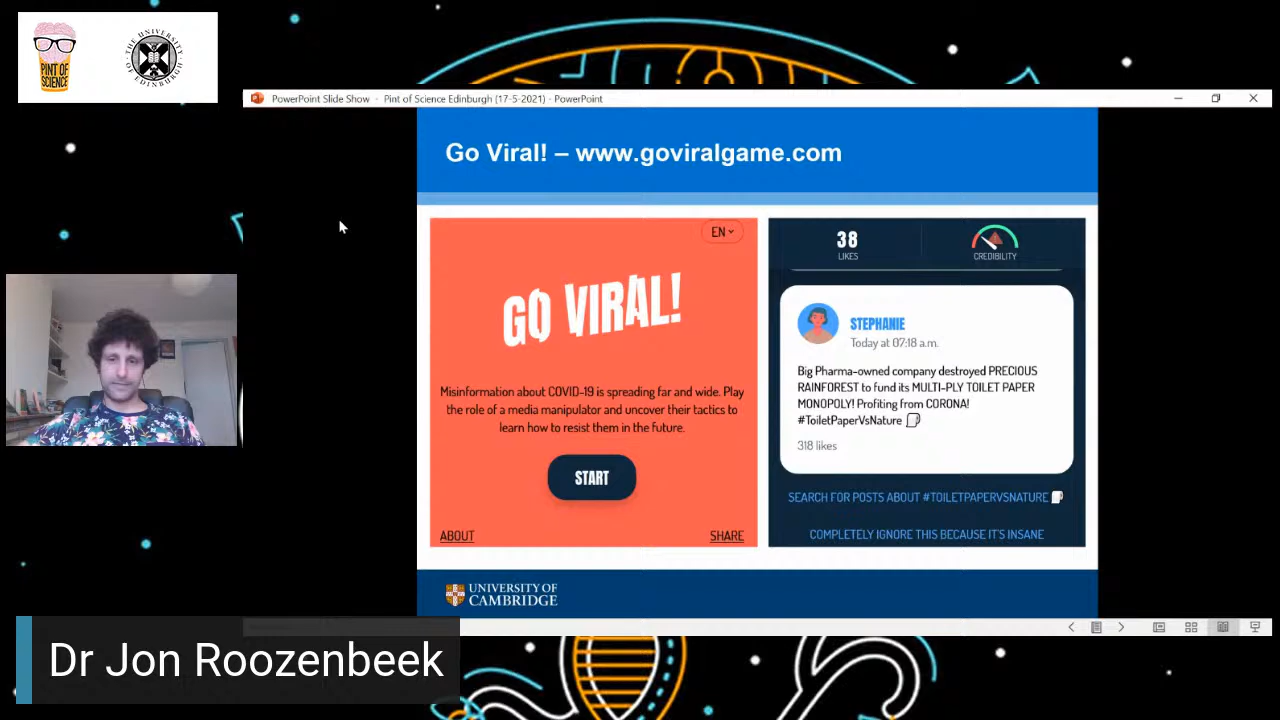 PINT OF
SCIENCE
THE UNIVERSITY
OF EDINBURGH
PowerPoint Slide Show - Pint of Science Edinburgh (17-5-2021) - PowerPoint
Go Viral! – www.goviralgame.com
EN
GO VIRAL!
Misinformation about COVID-19 is spreading far and wide. Play
the role of a media manipulator and uncover their tactics to
learn how to resist them in the future.
START
ABOUT
SHARE
38
LIKES
CREDIBILITY
STEPHANIE
Today at 07:18 a.m.
Big Pharma-owned company destroyed PRECIOUS
RAINFOREST to fund its MULTI-PLY TOILET PAPER
MONOPOLY! Profiting from CORONA!
#ToiletPaperVsNature
318 likes
SEARCH FOR POSTS ABOUT #TOILETPAPERVSNATURE
COMPLETELY IGNORE THIS BECAUSE IT'S INSANE
UNIVERSITY OF
CAMBRIDGE
Dr Jon Roozenbeek